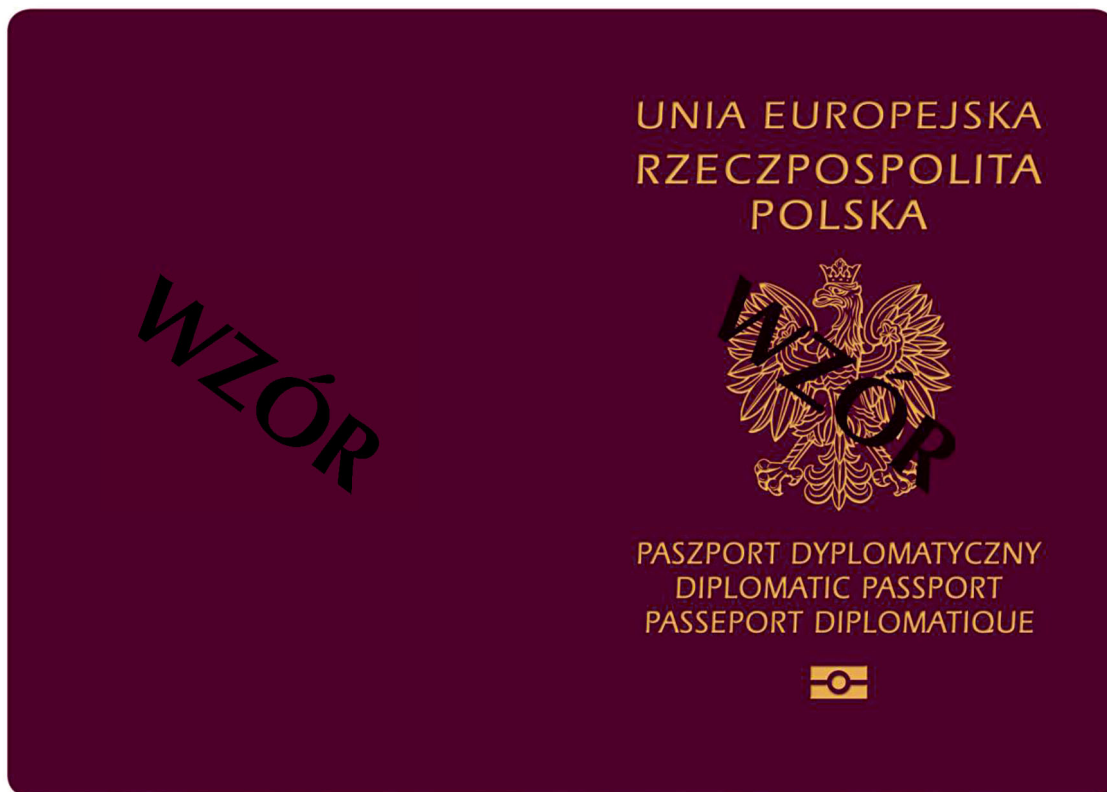 WZÓR
UNIA EUROPEJSKA
RZECZPOSPOLITA
POLSKA
WZÓR
PASZPORT DYPLOMATYCZNY
DIPLOMATIC PASSPORT
PASSEPORT DIPLOMATIQUE